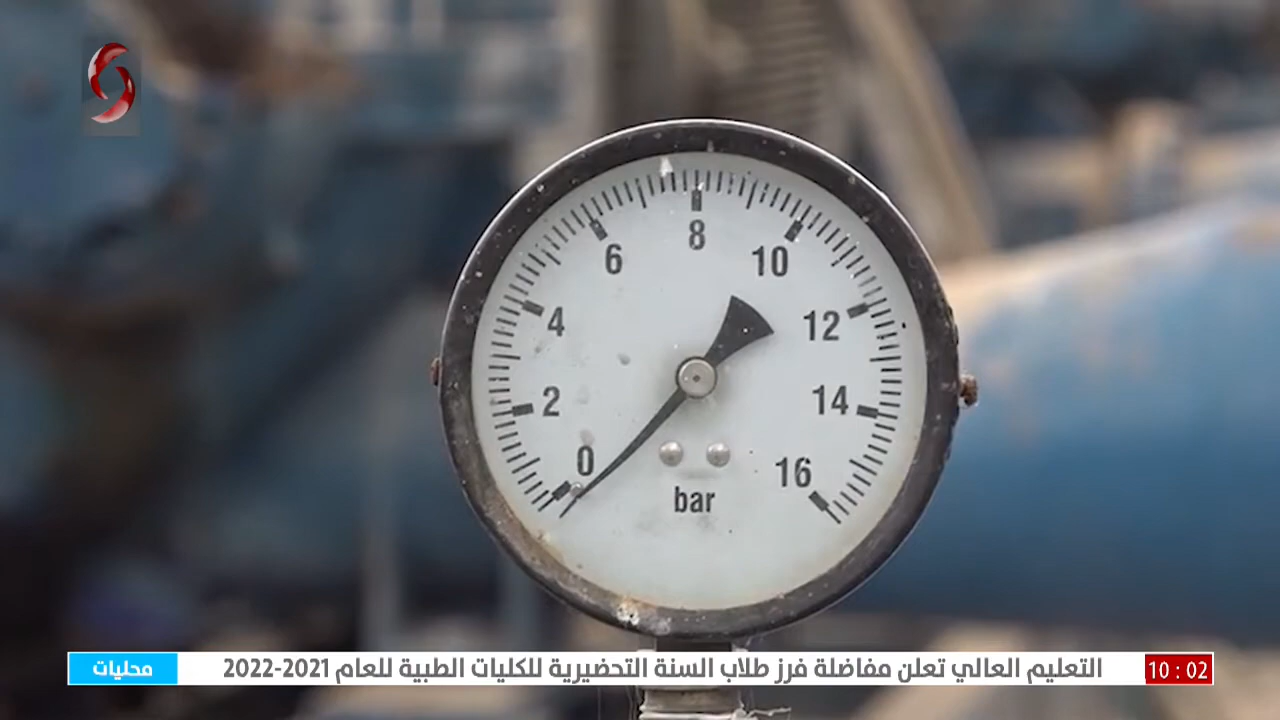 0
2
4
6
8
10
12
14
16
bar
محليات
التعليم العالي تعلن مفاضلة فرز طلاب السنة التحضيرية للكليات الطبية للعام 2021-2022
10 : 02